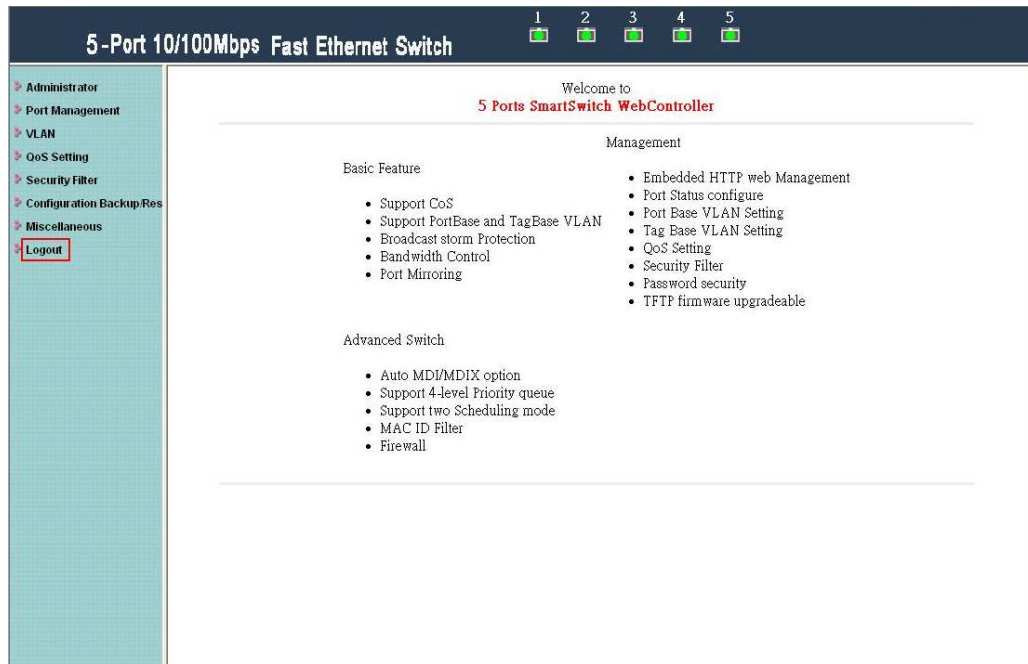 1 2 3 4 5
5-Port 10/100Mbps Fast Ethernet Switch
Administrator
Port Management
VLAN
QoS Setting
Security Filter
Configuration Backup/Res
Miscellaneous
Logout
Welcome to
5 Ports SmartSwitch WebController
Basic Feature
Support CoS
Support PortBase and TagBase VLAN
Broadcast storm Protection
Bandwidth Control
Port Mirroring
Management
Embedded HTTP web Management
Port Status configure
Port Base VLAN Setting
Tag Base VLAN Setting
QoS Setting
Security Filter
Password security
TFTP firmware upgradeable
Advanced Switch
Auto MDI/MDIX option
Support 4-level Priority queue
Support two Scheduling mode
MAC ID Filter
Firewall